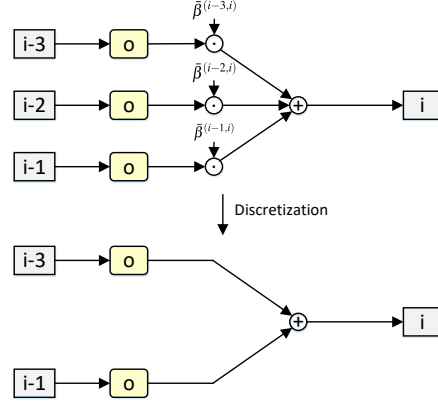 β̄^(i−3,i)
i-3 o ⊙
β̄^(i−2,i)
i-2 o ⊙ + i
β̄^(i−1,i)
i-1 o ⊙
Discretization
i-3 o
+ i
i-1 o